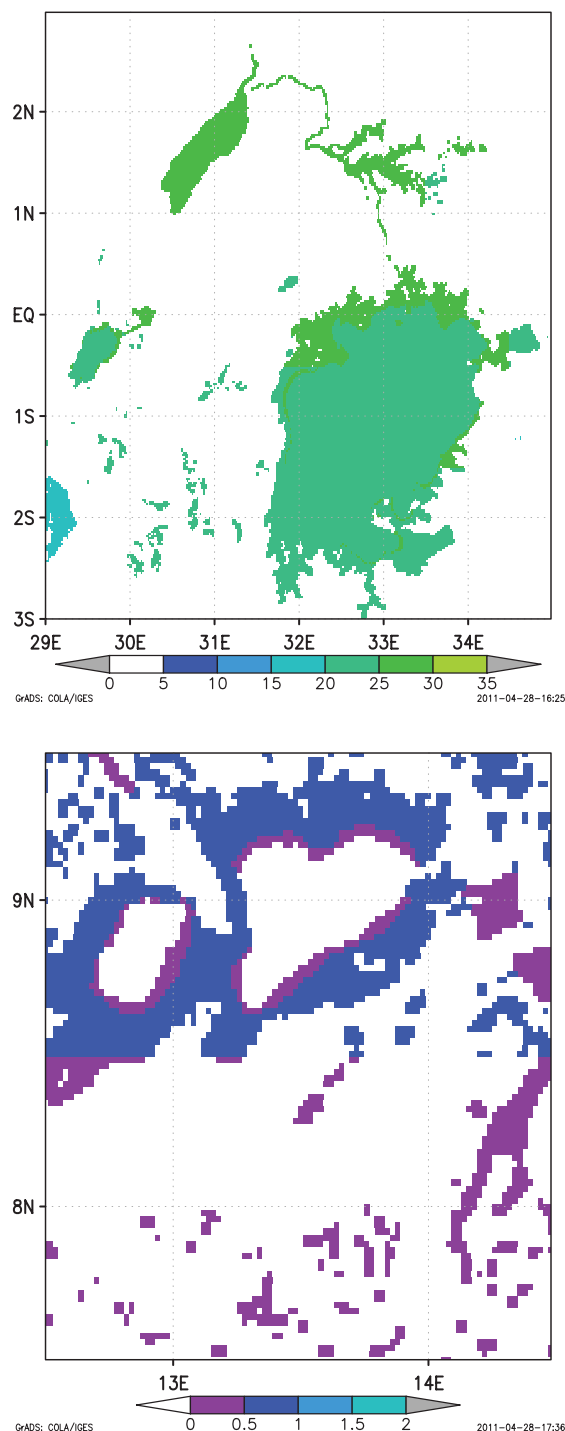 2N
1N
EQ
1S
2S
3S
29E 30E 31E 32E 33E 34E
0 5 10 15 20 25 30 35
GrADS: COLA/IGES 2011-04-28-16:25
9N
8N
13E 14E
0 0.5 1 1.5 2
GrADS: COLA/IGES 2011-04-28-17:36